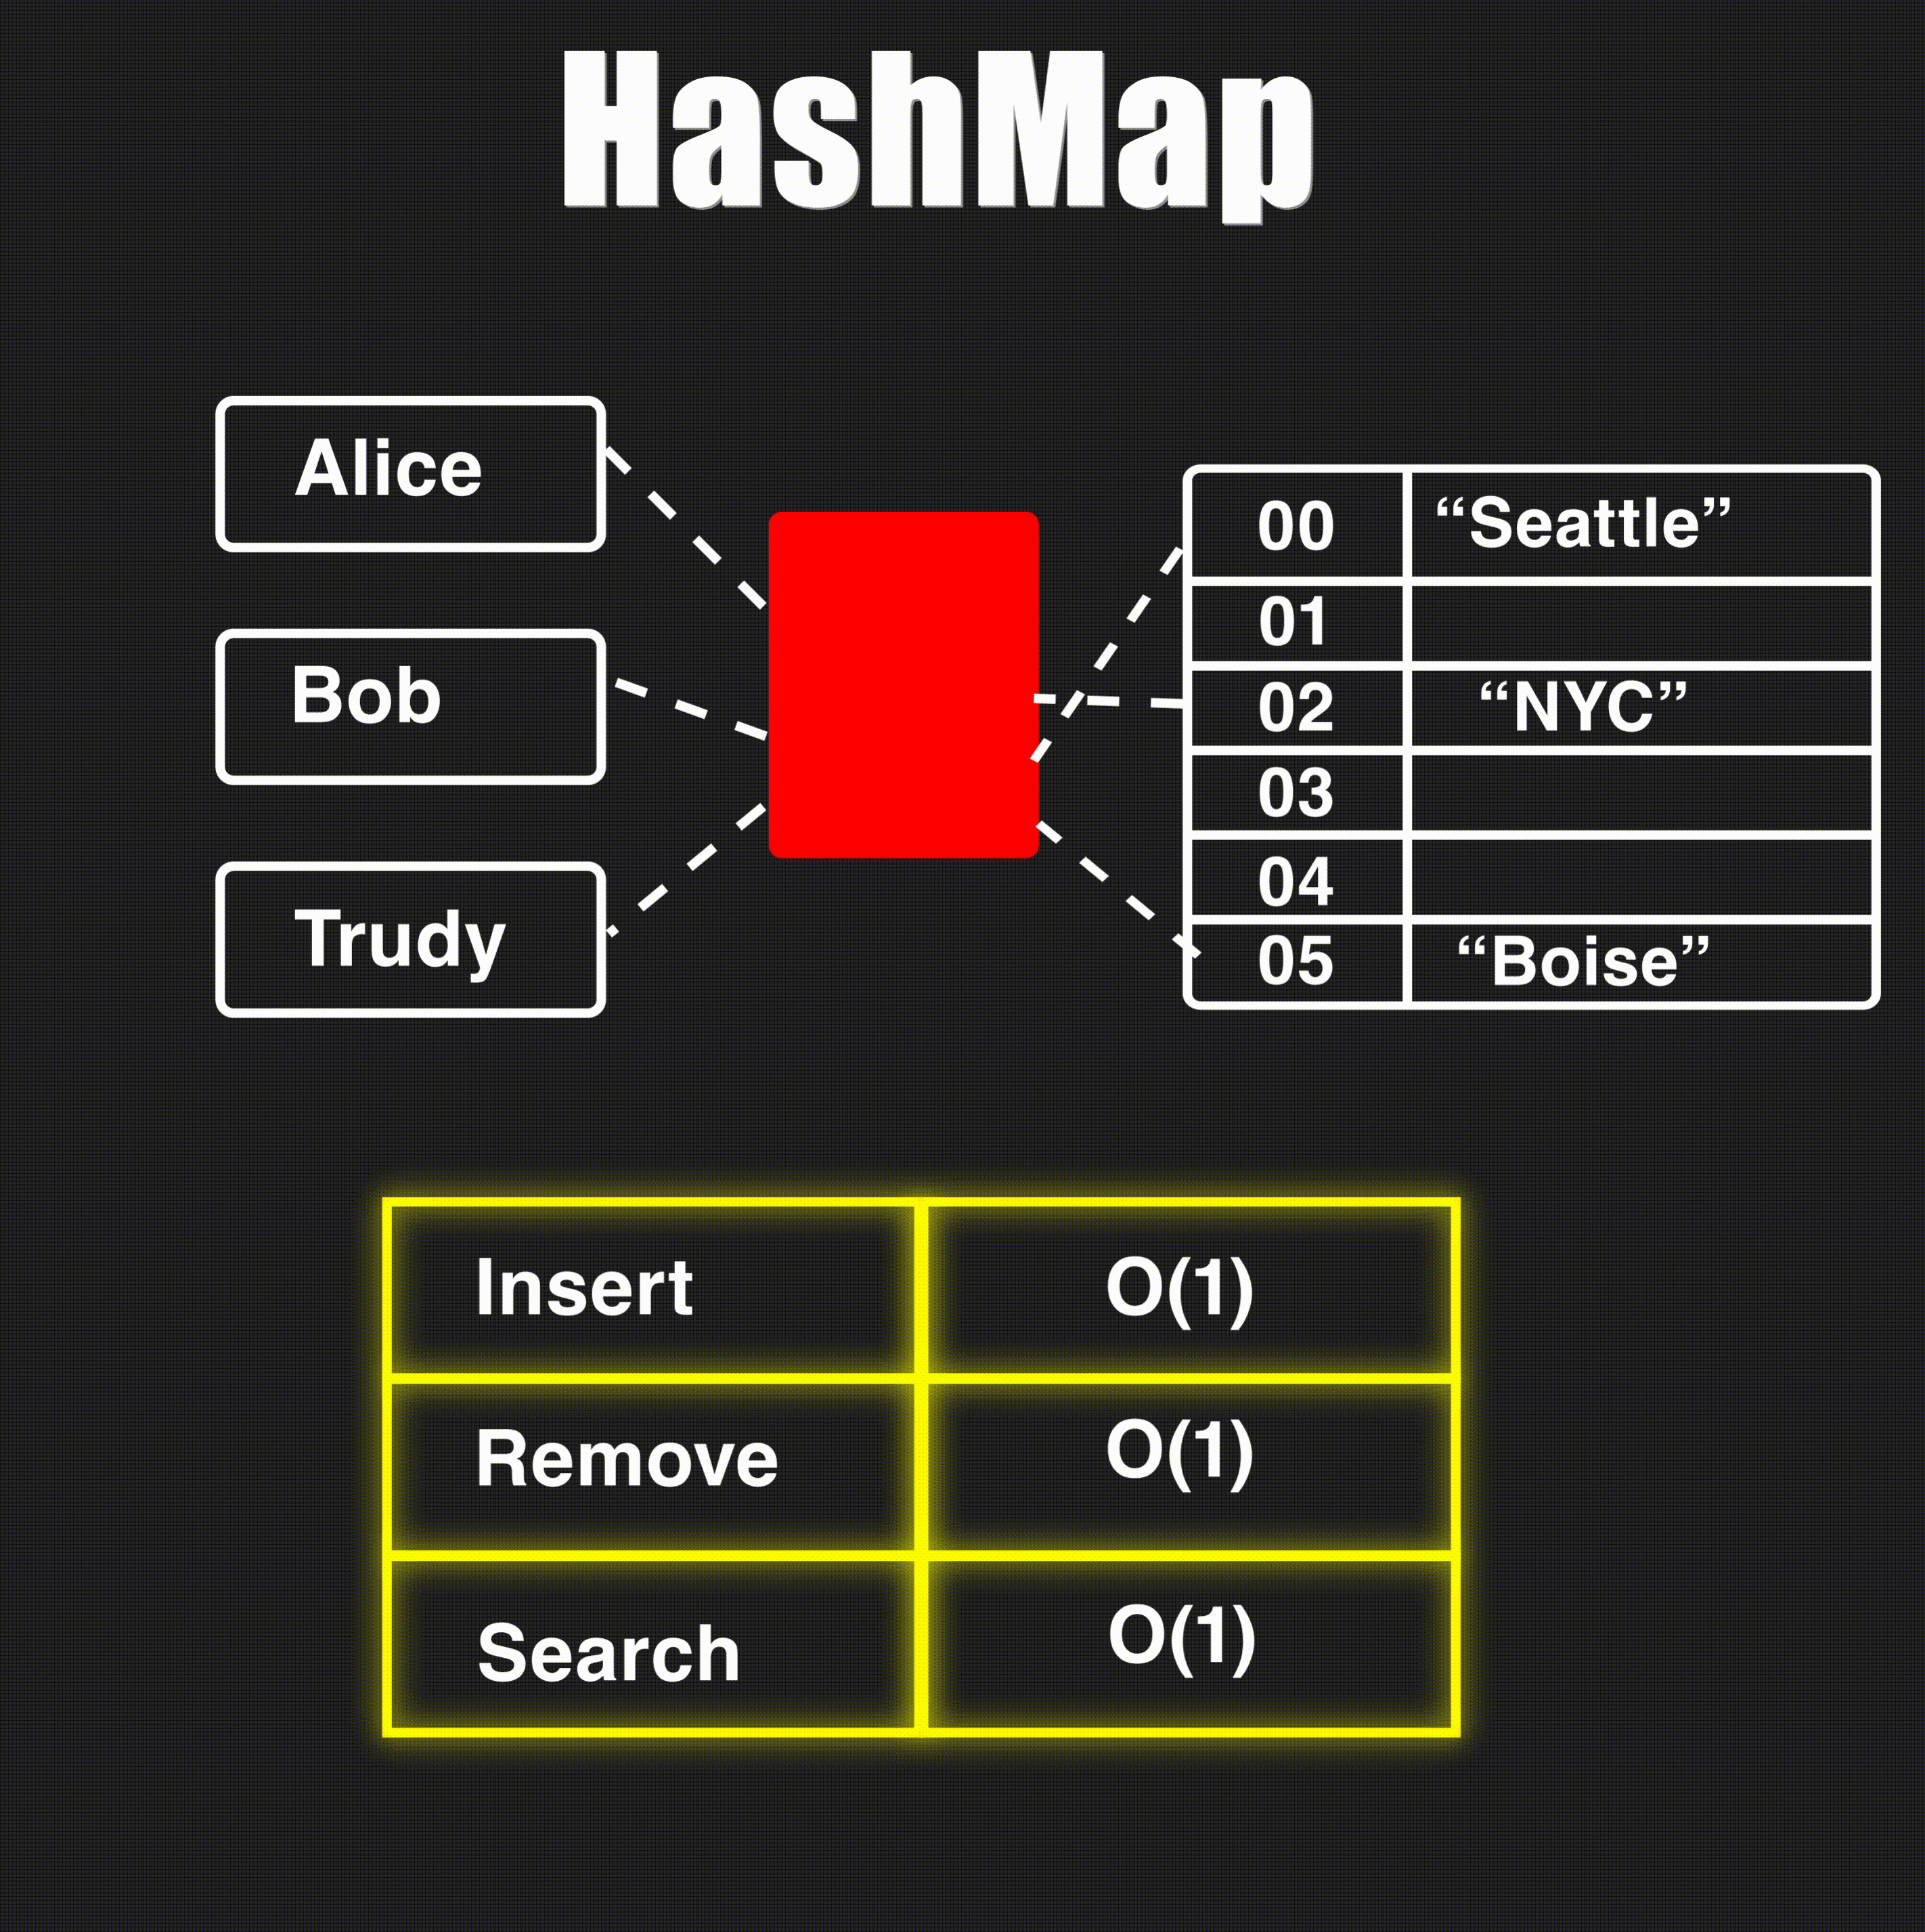 HashMap
Alice
Bob
Trudy
00 “Seattle”
01
02 “NYC”
03
04
05 “Boise”
Insert O(1)
Remove O(1)
Search O(1)